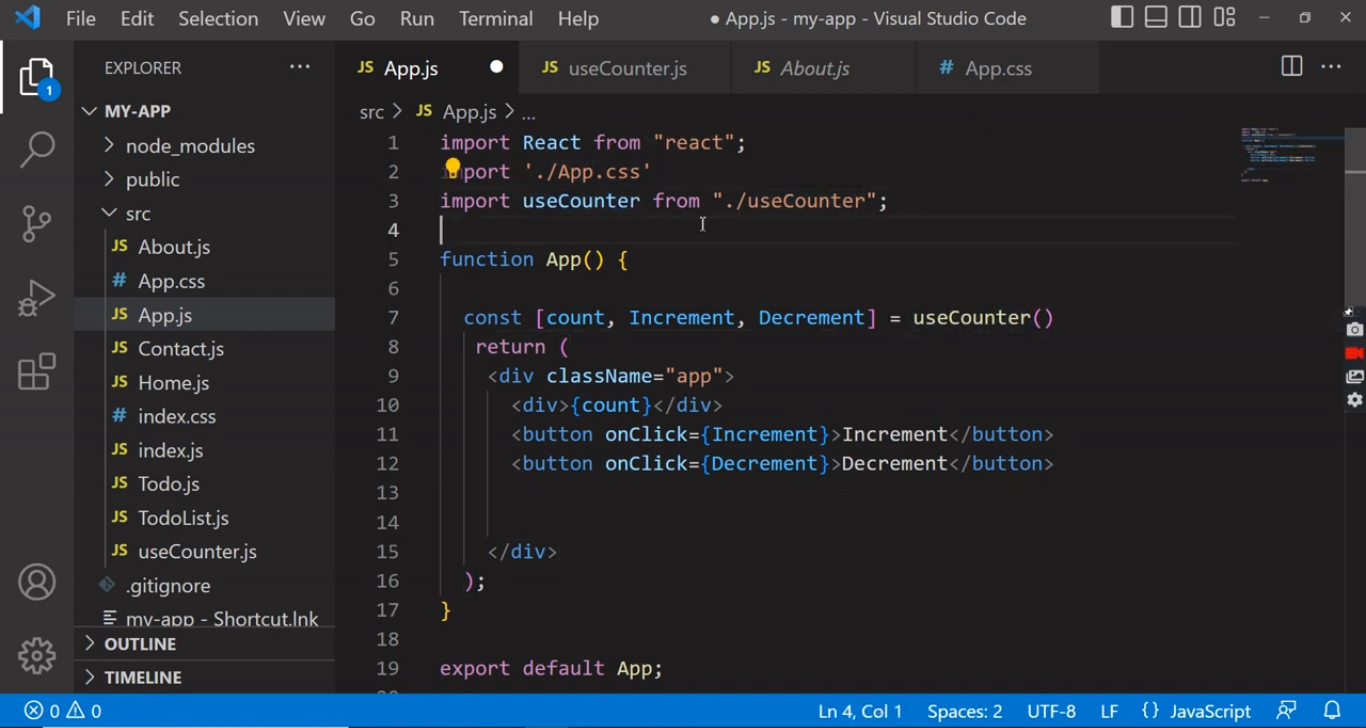 File Edit Selection View Go Run Terminal Help ● App.js - my-app - Visual Studio Code
EXPLORER ...
1
MY-APP
node_modules
public
src
JS About.js
# App.css
JS App.js
JS Contact.js
JS Home.js
# index.css
JS index.js
JS Todo.js
JS TodoList.js
JS useCounter.js
.gitignore
my-app - Shortcut.lnk
OUTLINE
TIMELINE
JS App.js JS useCounter.js JS About.js # App.css
src > JS App.js > ...
1 import React from "react";
2 import './App.css'
3 import useCounter from "./useCounter";
4
5 function App() {
6
7 const [count, Increment, Decrement] = useCounter()
8 return (
9 <div className="app">
10 <div>{count}</div>
11 <button onClick={Increment}>Increment</button>
12 <button onClick={Decrement}>Decrement</button>
13
14
15 </div>
16 );
17 }
18
19 export default App;
0 0 Ln 4, Col 1 Spaces: 2 UTF-8 LF {} JavaScript